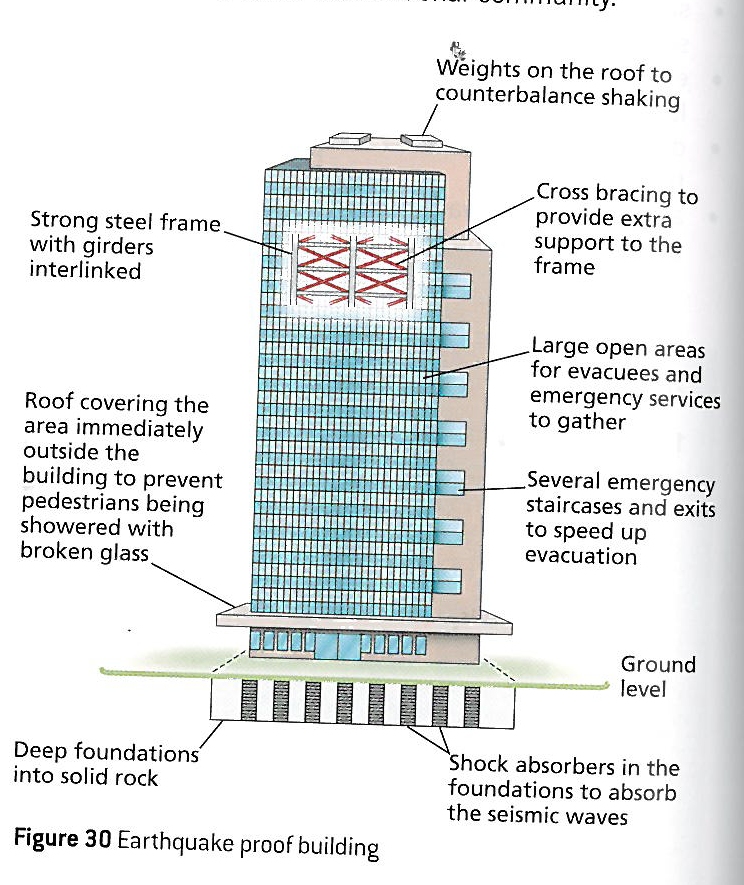 community.
Weights on the roof to
counterbalance shaking
Strong steel frame
with girders
interlinked
Cross bracing to
provide extra
support to the
frame
Large open areas
for evacuees and
emergency services
to gather
Roof covering the
area immediately
outside the
building to prevent
pedestrians being
showered with
broken glass
Several emergency
staircases and exits
to speed up
evacuation
Ground
level
Deep foundations
into solid rock
Shock absorbers in the
foundations to absorb
the seismic waves
Figure 30 Earthquake proof building